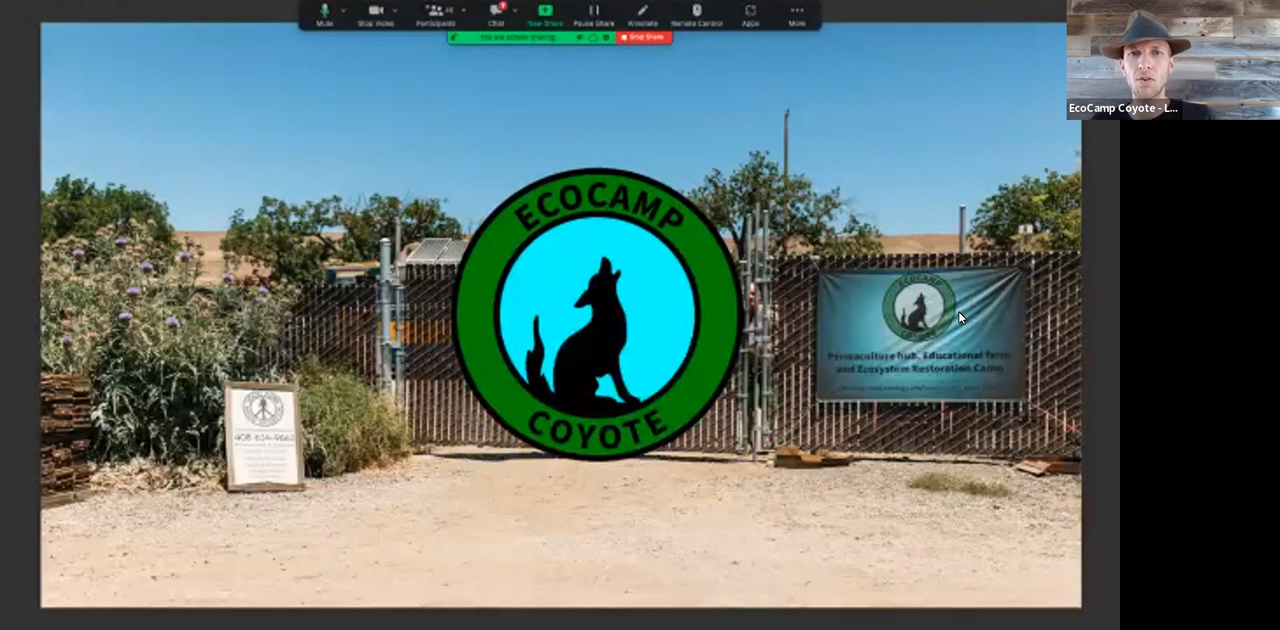 Mute
Stop Video
Participants
Chat
New Share
Pause Share
Annotate
Remote Control
Apps
More
You are screen sharing
Stop Share
EcoCamp Coyote - L...
ECOCAMP
COYOTE
ECOCAMP
Permaculture hub, Educational farm
and Ecosystem Restoration Camp